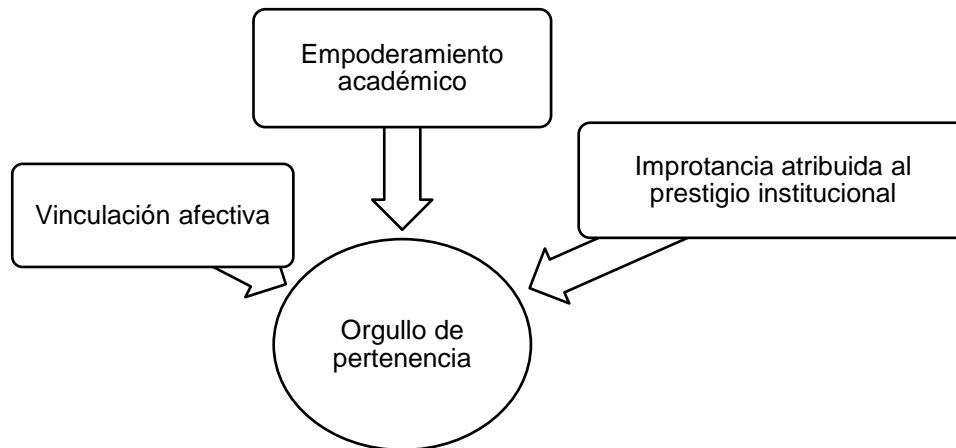 Empoderamiento
académico
Improtancia atribuida al
prestigio institucional
Vinculación afectiva
Orgullo de
pertenencia